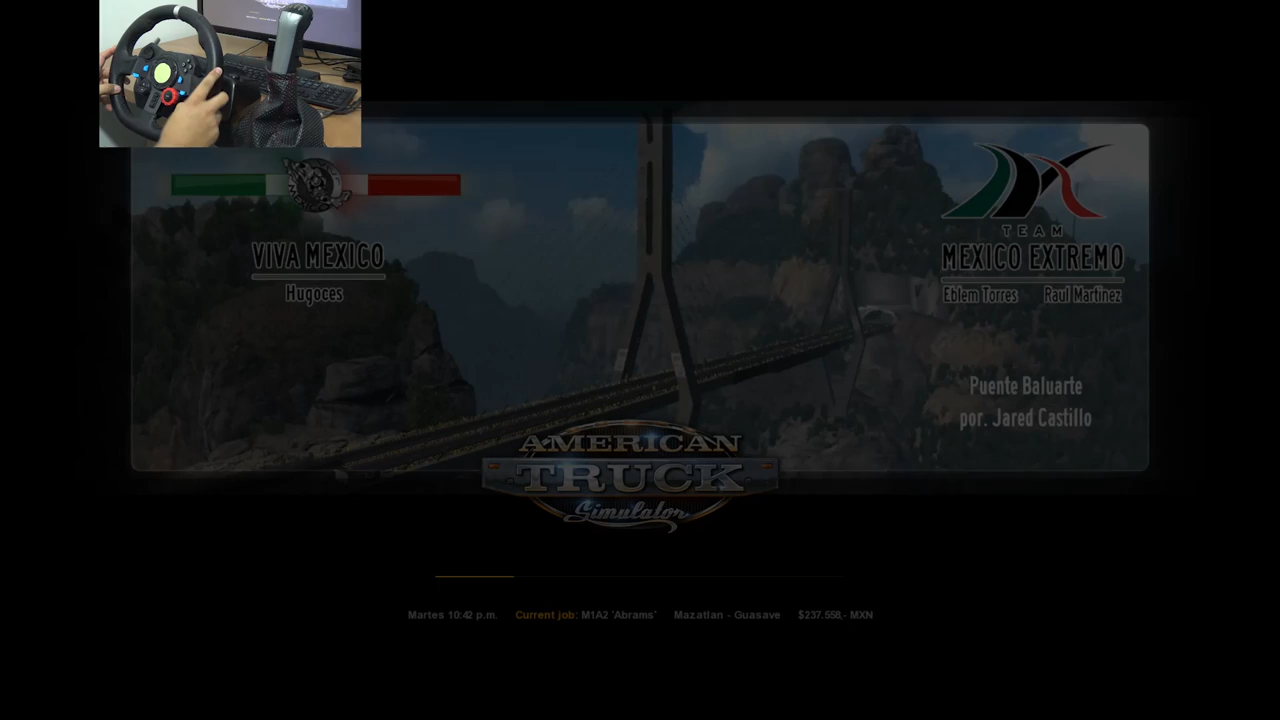 VIVA MEXICO
Hugoces
TEAM
MEXICO EXTREMO
Eblem Torres Raul Martinez
Puente Baluarte
por. Jared Castillo
AMERICAN
TRUCK
Simulator
Martes 10:42 p.m. Current job: M1A2 'Abrams' Mazatlan - Guasave $237.558,- MXN